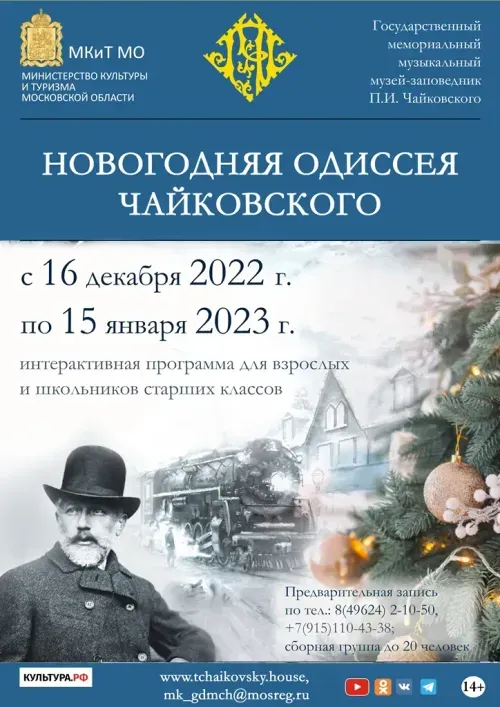 МКиТ МО
МИНИСТЕРСТВО КУЛЬТУРЫ
И ТУРИЗМА
МОСКОВСКОЙ ОБЛАСТИ
Государственный
мемориальный
музыкальный
музей-заповедник
П.И. Чайковского
НОВОГОДНЯЯ ОДИССЕЯ
ЧАЙКОВСКОГО
с 16 декабря 2022 г.
по 15 января 2023 г.
интерактивная программа для взрослых
и школьников старших классов
Предварительная запись
по тел.: 8(49624) 2-10-50,
+7(915)110-43-38;
сборная группа до 20 человек
КУЛЬТУРА.РФ
www.tchaikovsky.house,
mk_gdmch@mosreg.ru
14+